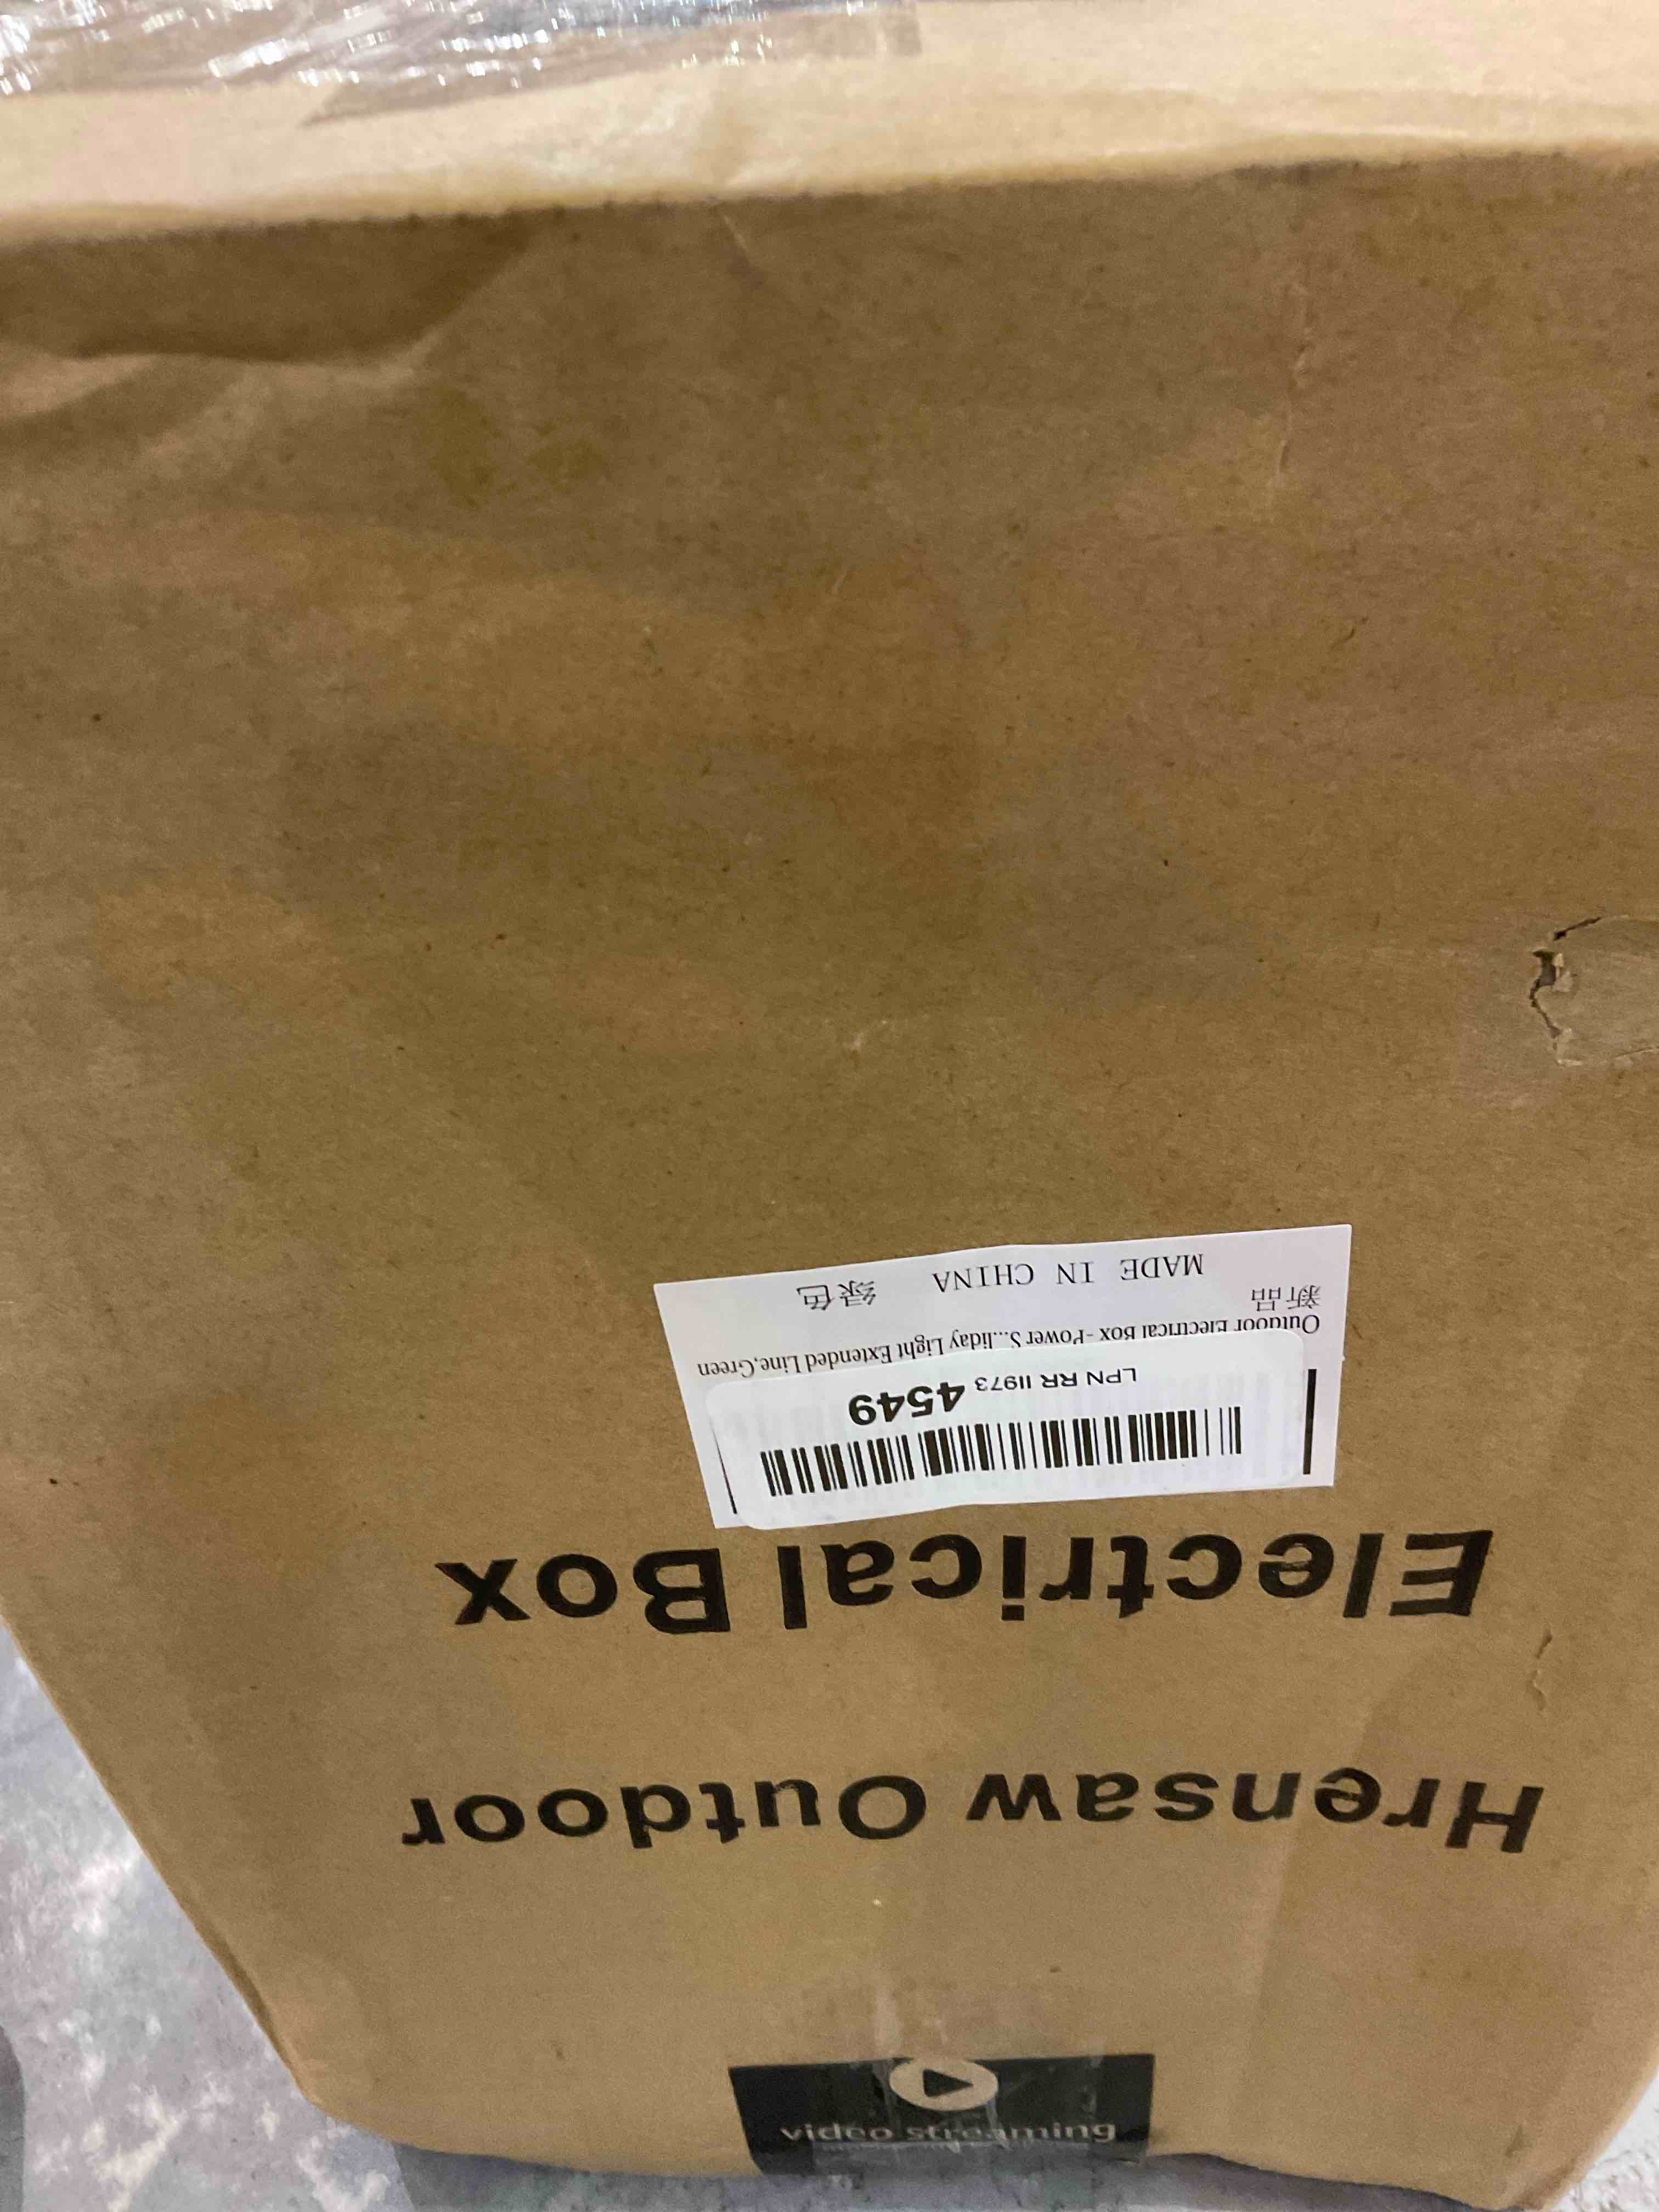 Hrensaw Outdoor
Electrical Box
LPN RR 11973 4549
Outdoor Electrical Box - Power S...liday Light Extended Line,Green
新品
MADE IN CHINA 绿色
video streaming